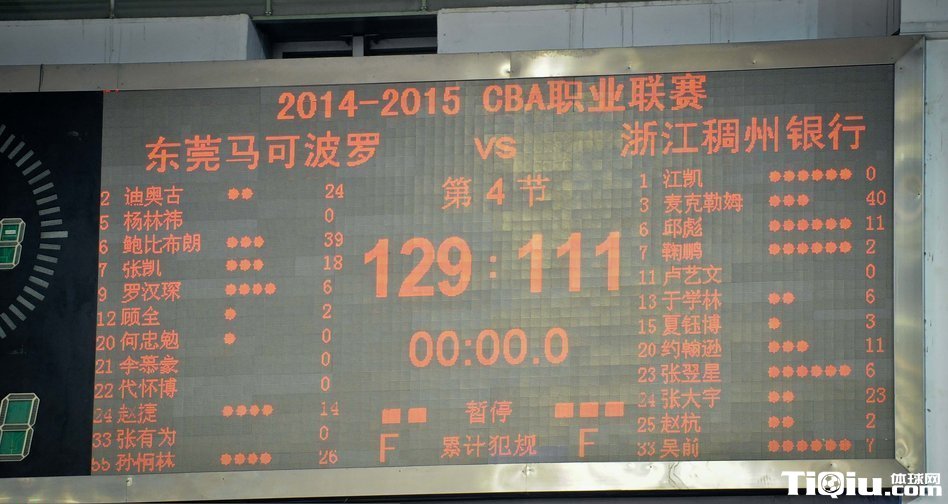 2014-2015 CBA职业联赛
东莞马可波罗 VS 浙江稠州银行
第4节
129:111
00:00.0
暂停
F 累计犯规 F
2 迪奥古 24
5 杨林祎 0
6 鲍比布朗 39
7 张凯 18
9 罗汉琛 6
12 顾全 2
20 何忠勉 0
21 李慕豪 0
22 代怀博 0
24 赵捷 14
33 张有为 0
55 孙桐林 26
1 江凯 0
3 麦克勒姆 40
6 邱彪 11
7 鞠鹏 2
11 卢艺文 0
13 于学林 6
15 夏钰博 3
20 约翰逊 11
23 张翌星 6
24 张大宇 23
25 赵杭 2
33 吴前 7
TiQiu.com 体球网